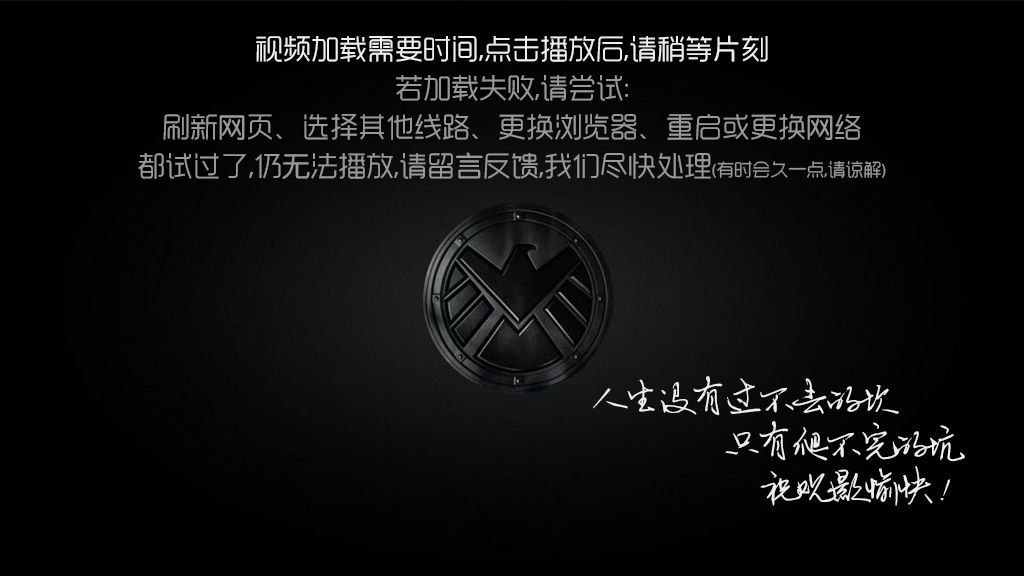 视频加载需要时间,点击播放后,请稍等片刻
若加载失败,请尝试:
刷新网页、选择其他线路、更换浏览器、重启或更换网络
都试过了,仍无法播放,请留言反馈,我们尽快处理(有时会久一点,请谅解)
人生没有过不去的坎
只有爬不完的坑
祝观影愉快!